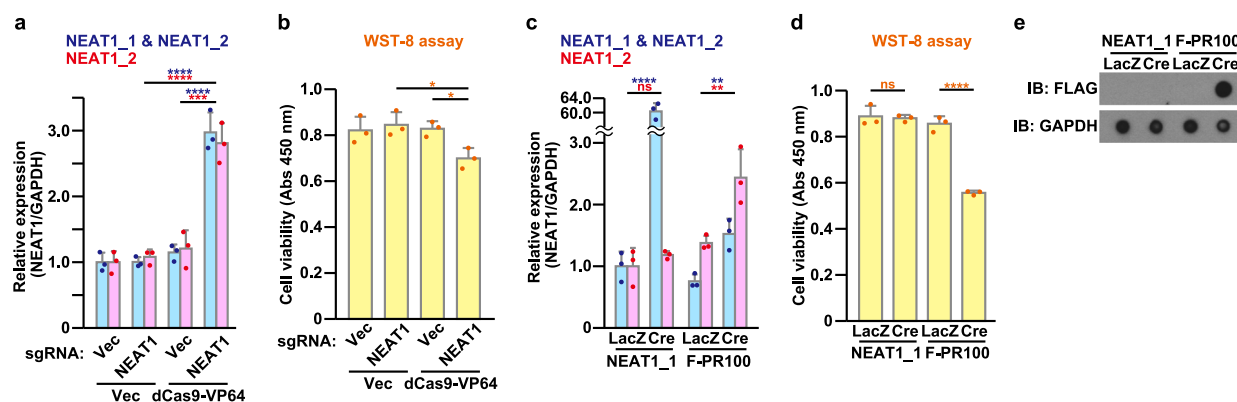 a
NEAT1_1 & NEAT1_2
NEAT1_2
****
****
****
***
Relative expression
(NEAT1/GAPDH)
3.0
2.0
1.0
0
sgRNA:
Vec
NEAT1
Vec
NEAT1
Vec
dCas9-VP64
b
WST-8 assay
*
*
Cell viability (Abs 450 nm)
1.0
0.8
0.6
0.4
0.2
0
sgRNA:
Vec
NEAT1
Vec
NEAT1
Vec
dCas9-VP64
c
NEAT1_1 & NEAT1_2
NEAT1_2
****
ns
**
**
Relative expression
(NEAT1/GAPDH)
64.0
60.0
3.0
2.0
1.0
0
LacZ Cre LacZ Cre
NEAT1_1 F-PR100
d
WST-8 assay
ns
****
Cell viability (Abs 450 nm)
1.0
0.8
0.6
0.4
0.2
0
LacZ Cre LacZ Cre
NEAT1_1 F-PR100
e
NEAT1_1 F-PR100
LacZ Cre LacZ Cre
IB: FLAG
IB: GAPDH